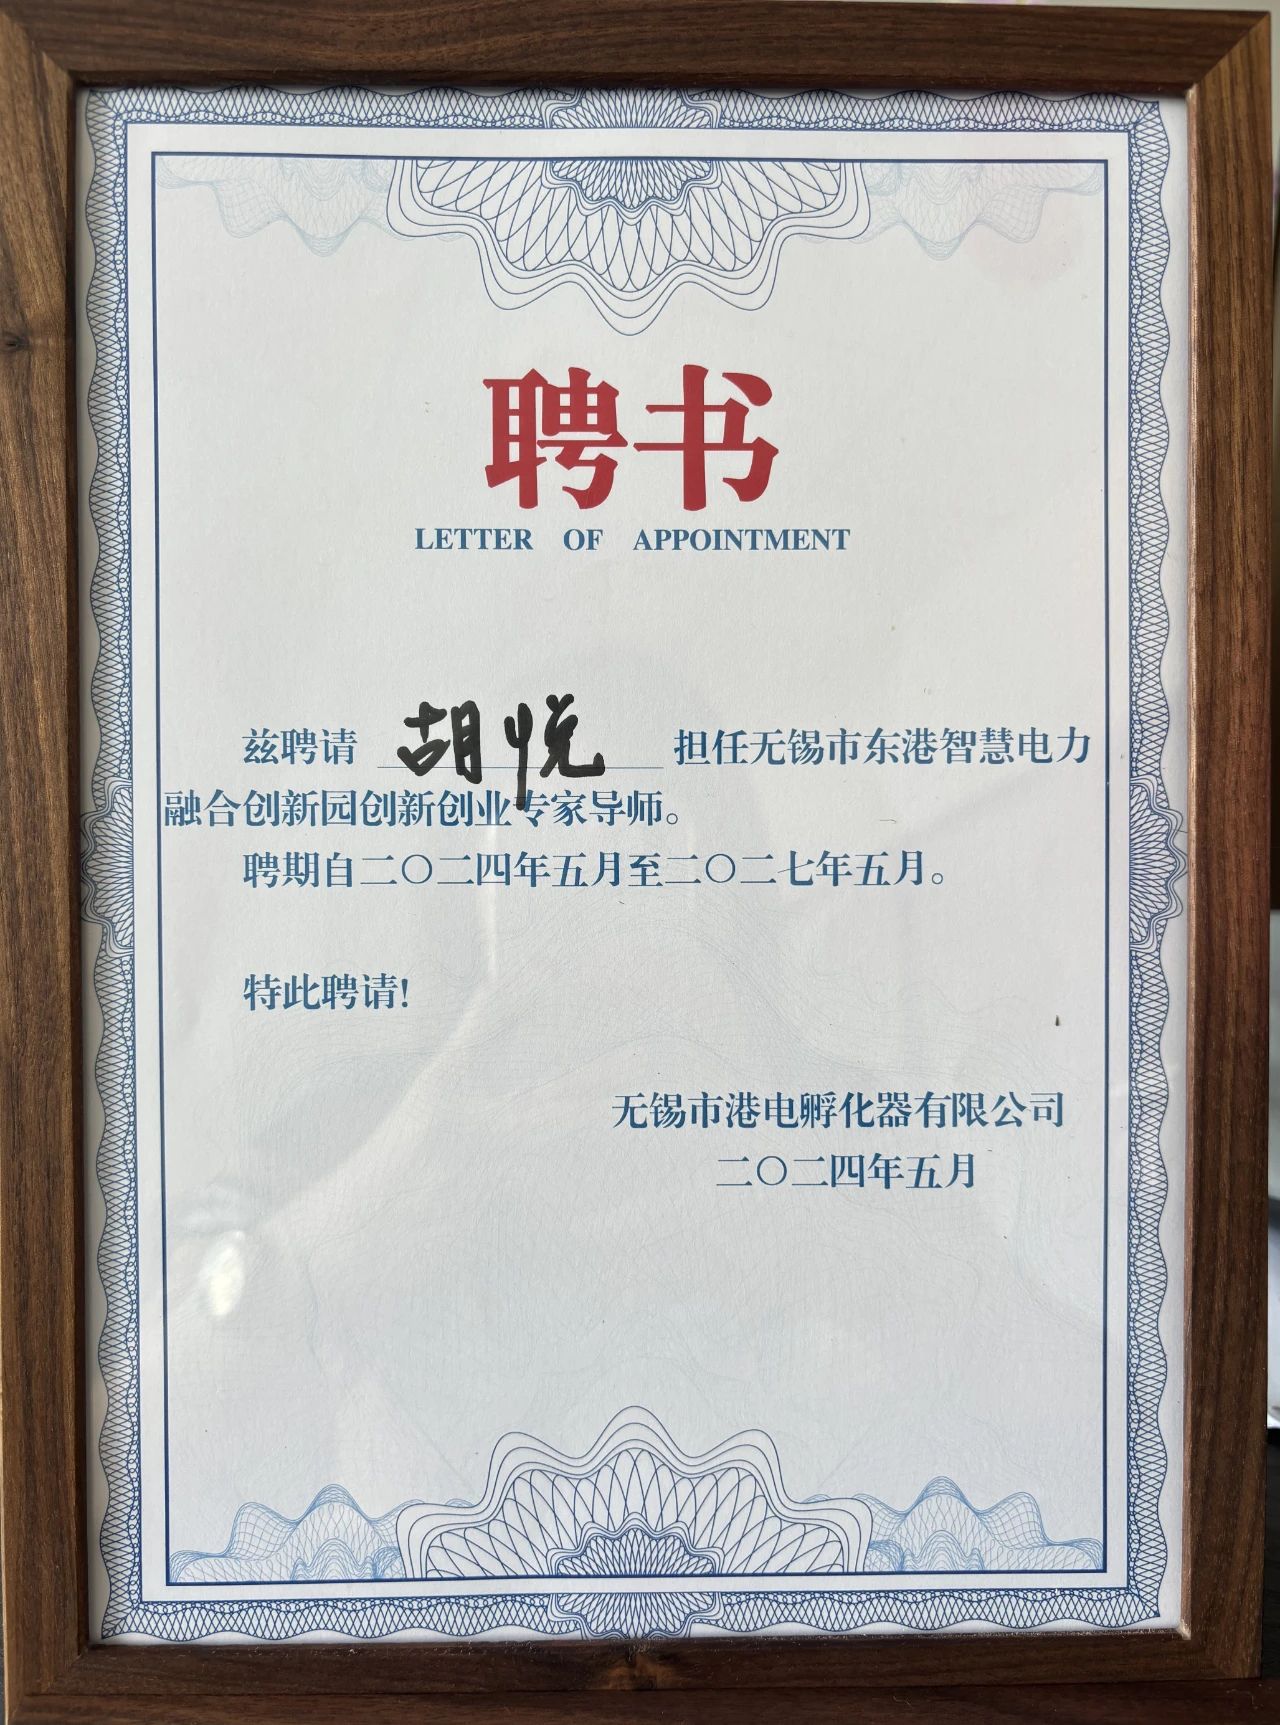 聘书
LETTER OF APPOINTMENT
兹聘请 胡悦 担任无锡市东港智慧电力
融合创新园创新创业专家导师。
聘期自二〇二四年五月至二〇二七年五月。
特此聘请!
无锡市港电孵化器有限公司
二〇二四年五月